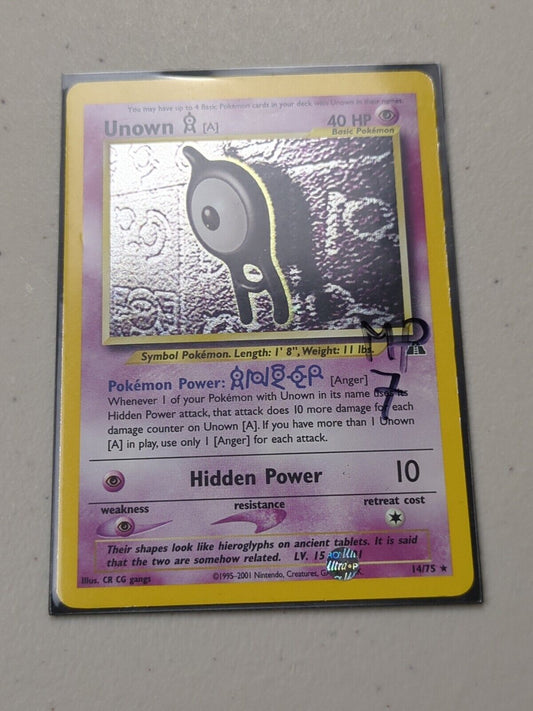 You may have up to 4 Basic Pokémon cards in your deck with Unown in their names.
Unown [A] 40 HP
Basic Pokémon
Symbol Pokémon. Length: 1' 8", Weight: 11 lbs.
MP
7
Pokémon Power: [Anger]
Whenever 1 of your Pokémon with Unown in its name uses its
Hidden Power attack, that attack does 10 more damage for each
damage counter on Unown [A]. If you have more than 1 Unown
[A] in play, use only 1 [Anger] for each attack.
Hidden Power 10
weakness resistance retreat cost
Their shapes look like hieroglyphs on ancient tablets. It is said
that the two are somehow related. LV. 15
Illus. CR CG gangs ©1995-2001 Nintendo, Creatures,
14/75 ★
Ultra•P